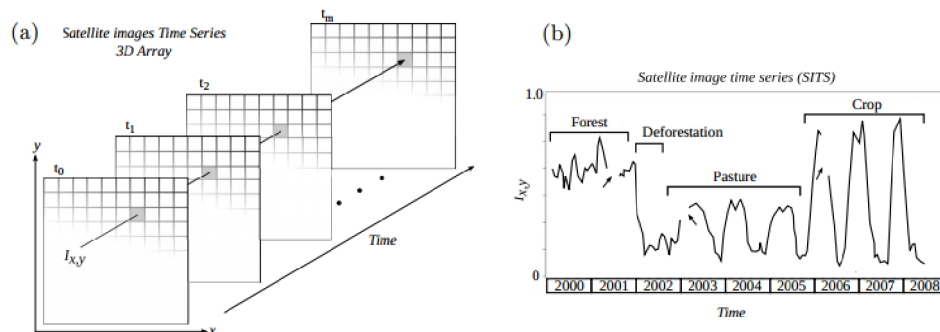 (a)
Satellite images Time Series
3D Array
t0
t1
t2
tm
y
x
Ix,y
Time
(b)
Satellite image time series (SITS)
1.0
Ix,y
0
Forest
Deforestation
Pasture
Crop
2000 2001 2002 2003 2004 2005 2006 2007 2008
Time